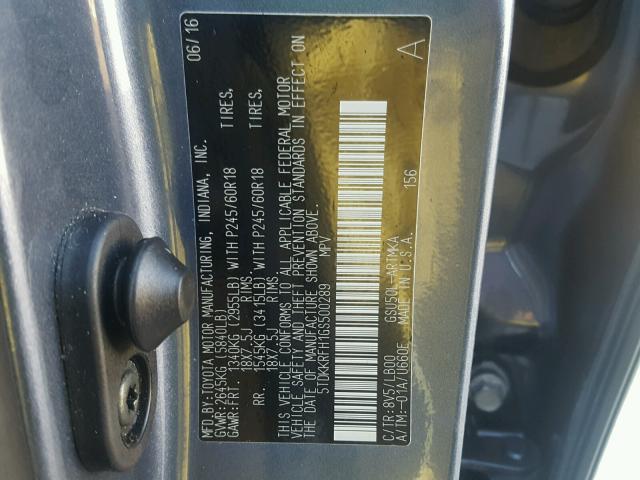 MFD.BY:TOYOTA MOTOR MANUFACTURING, INDIANA, INC. 06/16
GVWR: 2645KG (5840LB)
GAWR:FRT. 1340KG (2955LB) WITH P245/60R18 TIRES,
18X7.5J RIMS,
RR. 1545KG (3415LB) WITH P245/60R18 TIRES,
18X7.5J RIMS,
THIS VEHICLE CONFORMS TO ALL APPLICABLE FEDERAL MOTOR
VEHICLE SAFETY AND THEFT PREVENTION STANDARDS IN EFFECT ON
THE DATE OF MANUFACTURE SHOWN ABOVE.
5TDKKRFH1GS500289 MPV
156
C/TR:8V5/LB00 GSU50L-ARTMKA
A/TM:-01A/U660E MADE IN U.S.A.
A